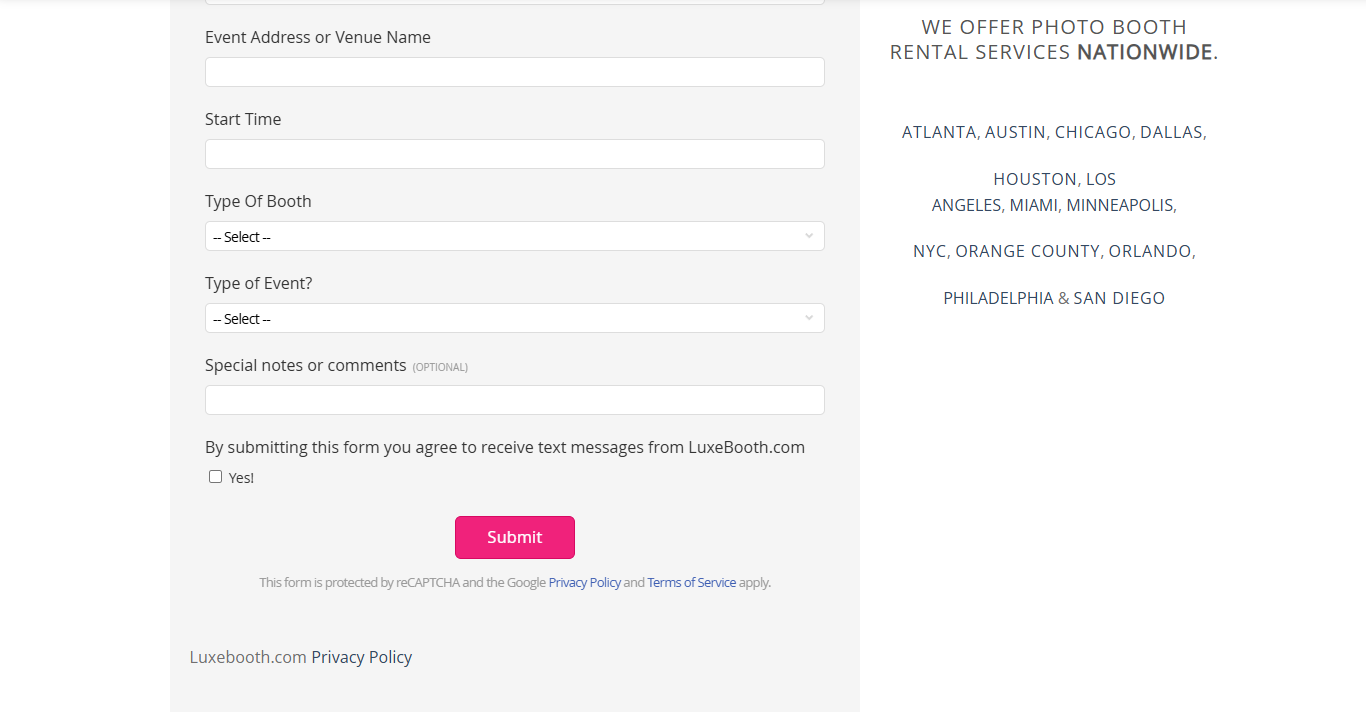 Event Address or Venue Name
Start Time
Type Of Booth
-- Select --
Type of Event?
-- Select --
Special notes or comments (OPTIONAL)
By submitting this form you agree to receive text messages from LuxeBooth.com
Yes!
Submit
This form is protected by reCAPTCHA and the Google Privacy Policy and Terms of Service apply.
Luxebooth.com Privacy Policy
WE OFFER PHOTO BOOTH
RENTAL SERVICES NATIONWIDE.
ATLANTA, AUSTIN, CHICAGO, DALLAS,
HOUSTON, LOS
ANGELES, MIAMI, MINNEAPOLIS,
NYC, ORANGE COUNTY, ORLANDO,
PHILADELPHIA & SAN DIEGO